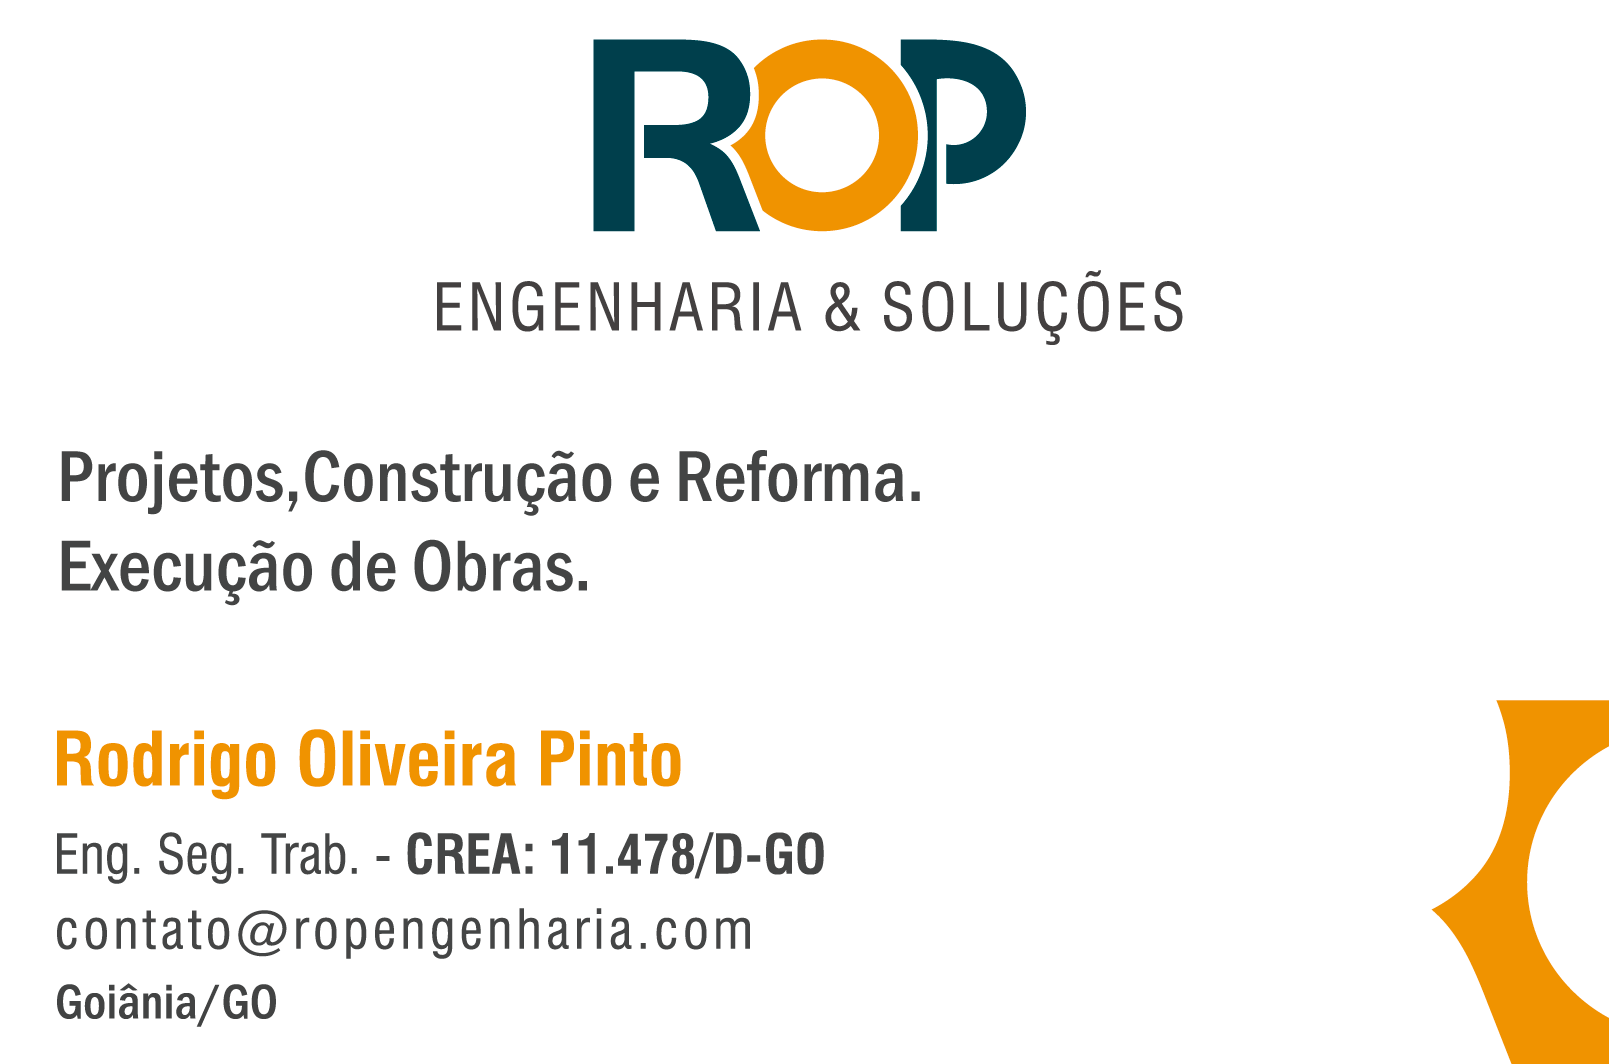 ROP
ENGENHARIA & SOLUÇÕES
Projetos,Construção e Reforma.
Execução de Obras.
Rodrigo Oliveira Pinto
Eng. Seg. Trab. - CREA: 11.478/D-GO
contato@ropengenharia.com
Goiânia/GO